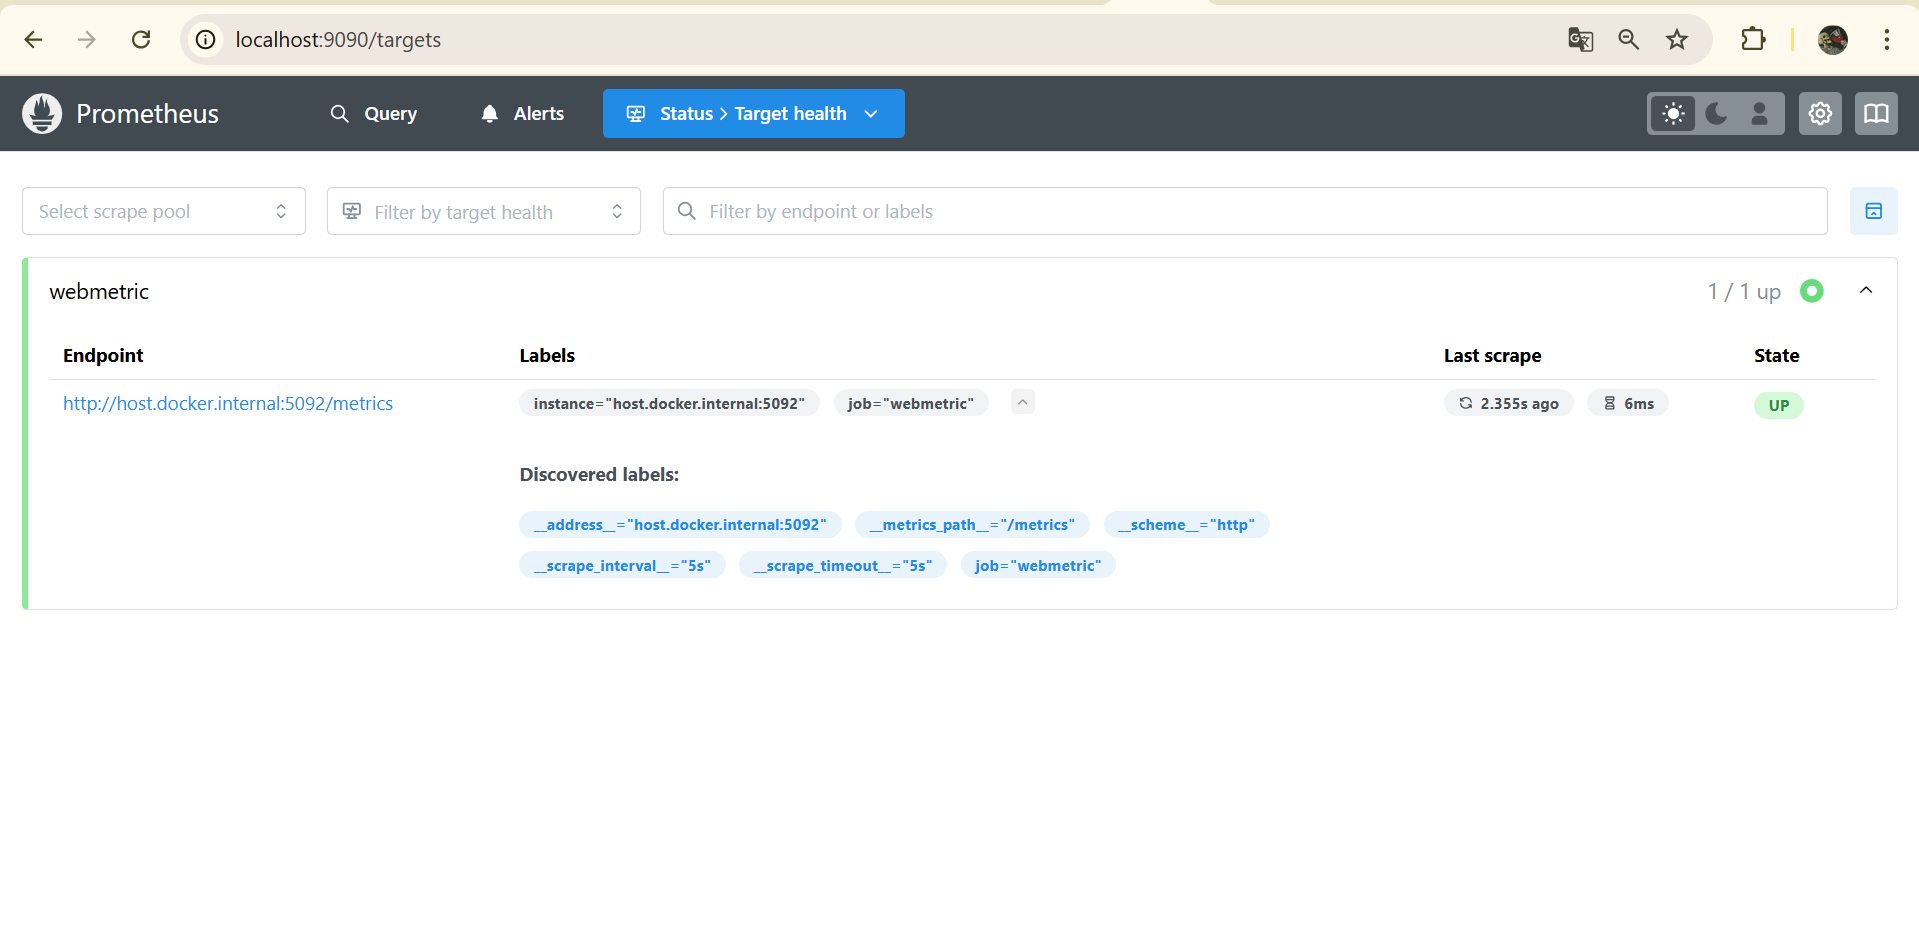 localhost:9090/targets
Prometheus
Query
Alerts
Status > Target health
Select scrape pool
Filter by target health
Filter by endpoint or labels
webmetric
1 / 1 up
Endpoint Labels Last scrape State
http://host.docker.internal:5092/metrics instance="host.docker.internal:5092" job="webmetric" 2.355s ago 6ms UP
Discovered labels:
__address__="host.docker.internal:5092" __metrics_path__="/metrics" __scheme__="http"
__scrape_interval__="5s" __scrape_timeout__="5s" job="webmetric"